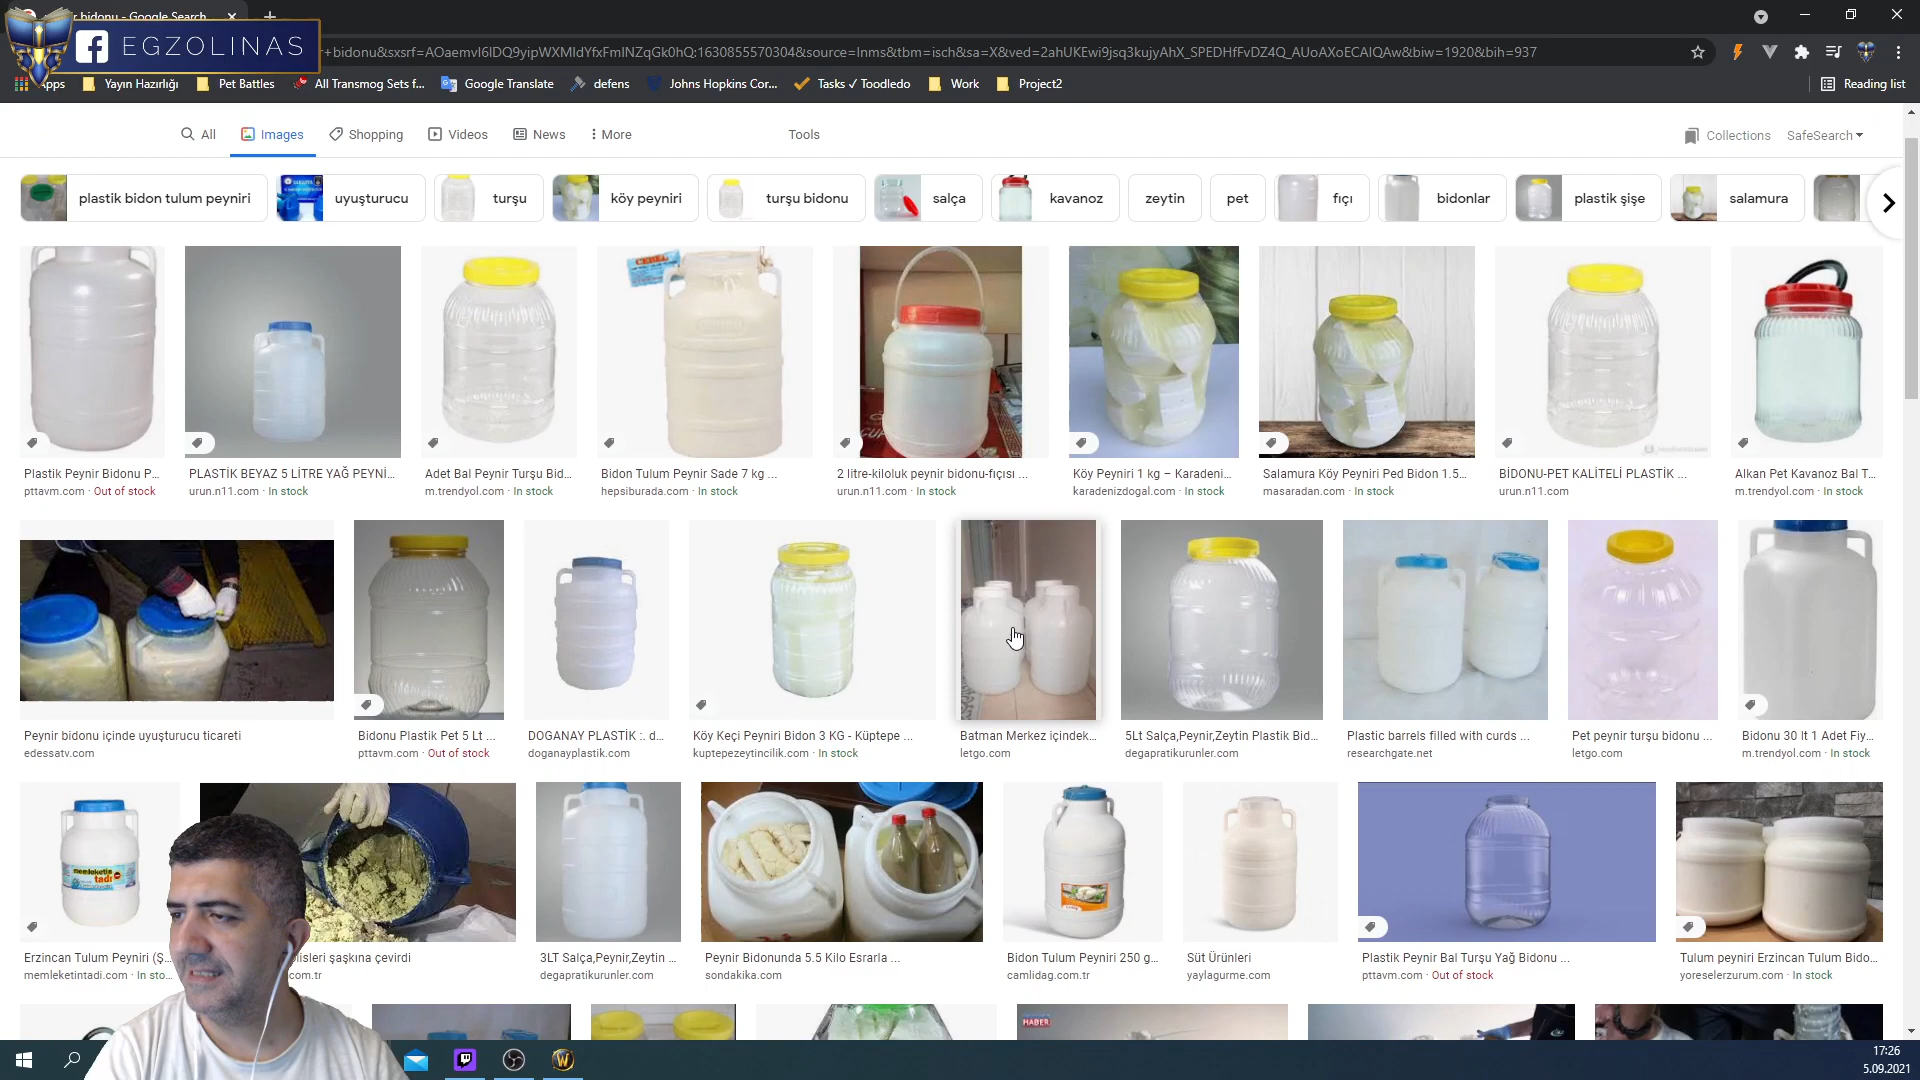 bidonu - Google Search
EGZOLINAS
r+bidonu&sxsrf=AOaemvI6lDQ9yipWXMIdYfxFmINZqGk0hQ:1630855570304&source=lnms&tbm=isch&sa=X&ved=2ahUKEwi9jsq3kujyAhX_SPEDHfFvDZ4Q_AUoAXoECAIQAw&biw=1920&bih=937
Apps Yayın Hazırlığı Pet Battles All Transmog Sets f... Google Translate defens Johns Hopkins Cor... Tasks ✓ Toodledo Work Project2 Reading list
All Images Shopping Videos News More Tools Collections SafeSearch
plastik bidon tulum peyniri uyuşturucu turşu köy peyniri turşu bidonu salça kavanoz zeytin pet fıçı bidonlar plastik şişe salamura
CEBEL
Plastik Peynir Bidonu P... PLASTİK BEYAZ 5 LİTRE YAĞ PEYNİ... Adet Bal Peynir Turşu Bid... Bidon Tulum Peynir Sade 7 kg ... 2 litre-kiloluk peynir bidonu-fıçısı ... Köy Peyniri 1 kg – Karadeni... Salamura Köy Peyniri Ped Bidon 1.5... BİDONU-PET KALİTELİ PLASTİK ... Alkan Pet Kavanoz Bal T...
pttavm.com · Out of stock urun.n11.com · In stock m.trendyol.com · In stock hepsiburada.com · In stock urun.n11.com · In stock karadenizdogal.com · In stock masaradan.com · In stock urun.n11.com m.trendyol.com · In stock
Peynir bidonu içinde uyuşturucu ticareti Bidonu Plastik Pet 5 Lt ... DOGANAY PLASTİK :. d... Köy Keçi Peyniri Bidon 3 KG - Küptepe ... Batman Merkez içindek... 5Lt Salça,Peynir,Zeytin Plastik Bid... Plastic barrels filled with curds ... Pet peynir turşu bidonu ... Bidonu 30 lt 1 Adet Fiy...
edessatv.com pttavm.com · Out of stock doganayplastik.com kuptepezeytincilik.com · In stock letgo.com degapratikurunler.com researchgate.net letgo.com m.trendyol.com · In stock
memleketim
tadı
Erzincan Tulum Peyniri (Ş... lisleri şaşkına çevirdi 3LT Salça,Peynir,Zeytin ... Peynir Bidonunda 5.5 Kilo Esrarla ... Bidon Tulum Peyniri 250 g... Süt Ürünleri Plastik Peynir Bal Turşu Yağ Bidonu ... Tulum peyniri Erzincan Tulum Bido...
memleketintadi.com · In sto... com.tr degapratikurunler.com sondakika.com camlidag.com.tr yaylagurme.com pttavm.com · Out of stock yoreselerzurum.com · In stock
HABER
17:26
5.09.2021